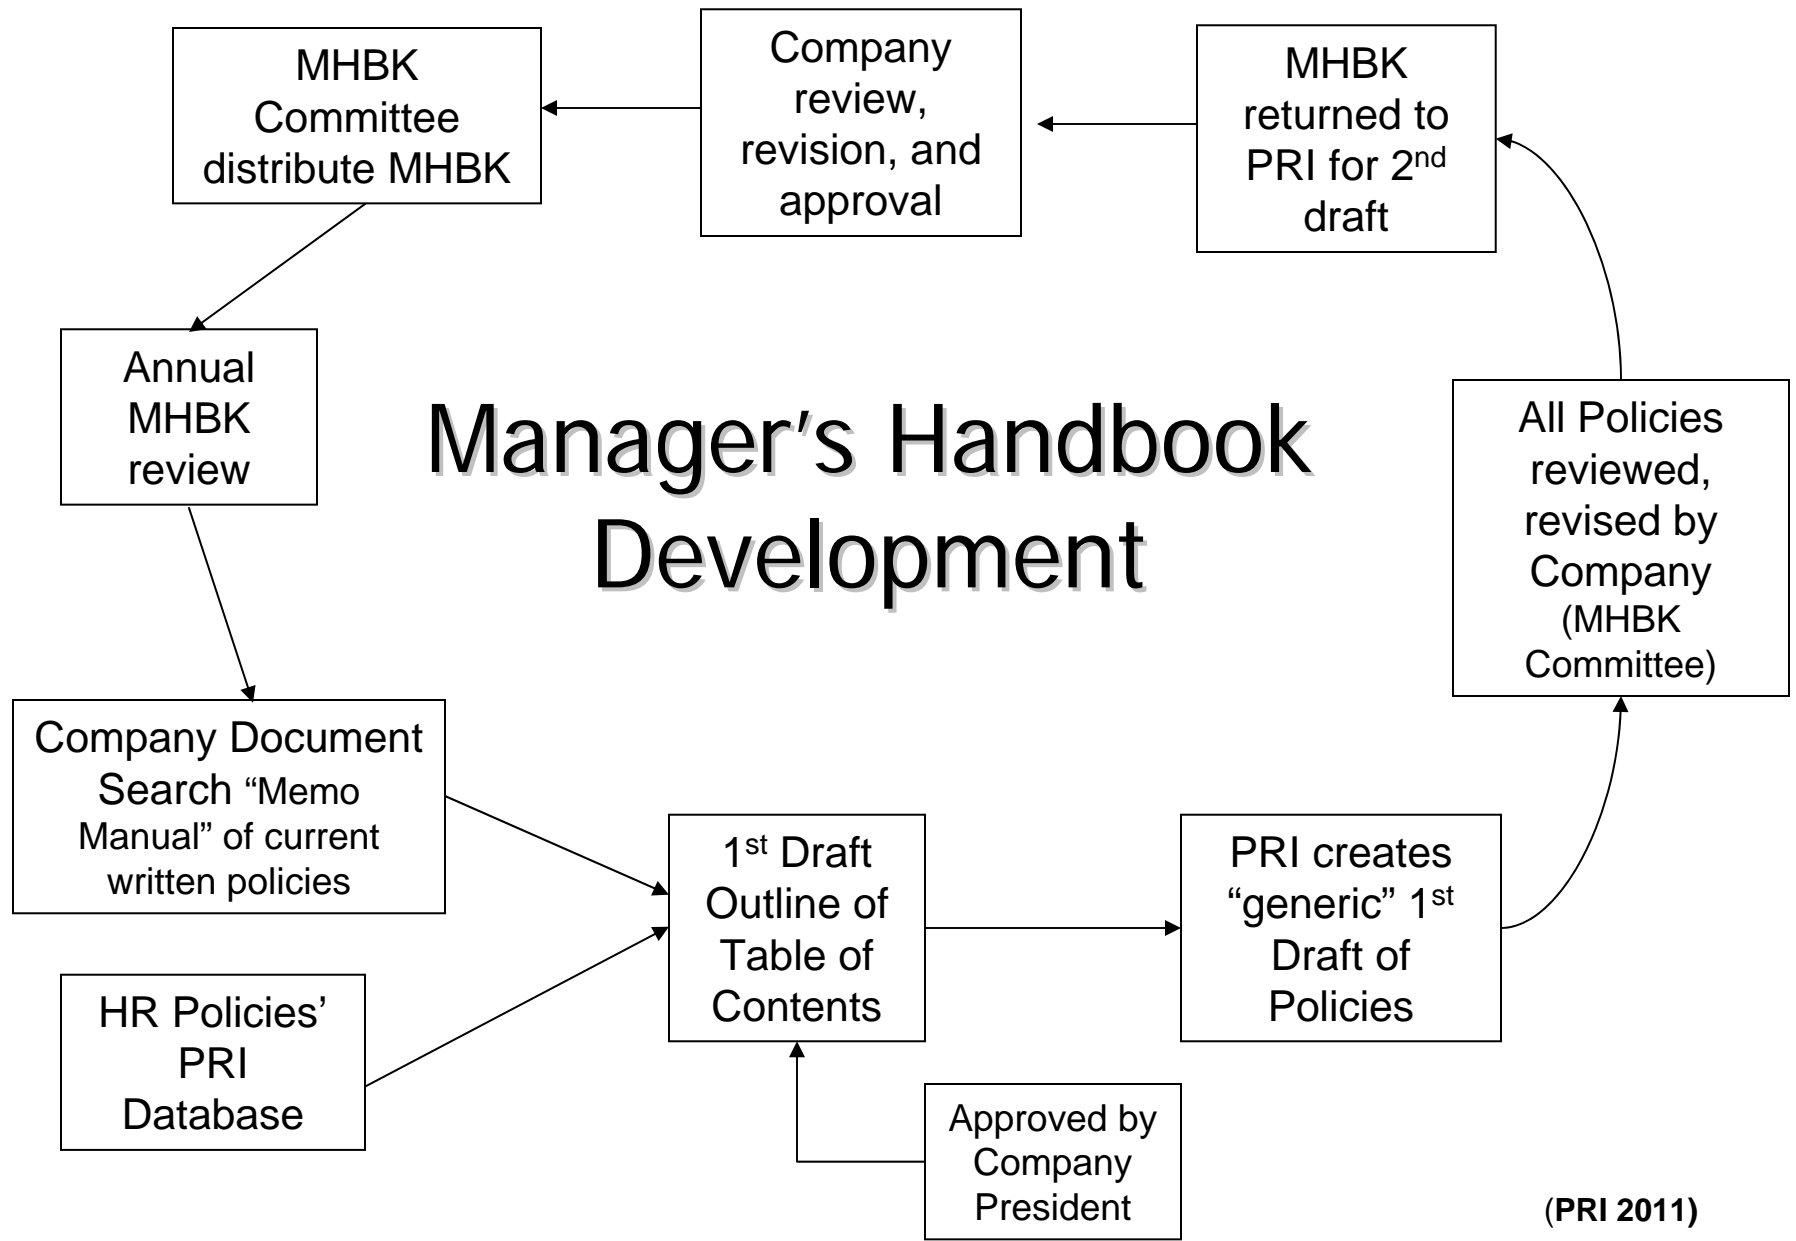 MHBK
Committee
distribute MHBK
Company
review,
revision, and
approval
MHBK
returned to
PRI for 2nd
draft
Annual
MHBK
review
Manager's Handbook
Development
All Policies
reviewed,
revised by
Company
(MHBK
Committee)
Company Document
Search “Memo
Manual” of current
written policies
1st Draft
Outline of
Table of
Contents
PRI creates
“generic” 1st
Draft of
Policies
HR Policies’
PRI
Database
Approved by
Company
President
(PRI 2011)